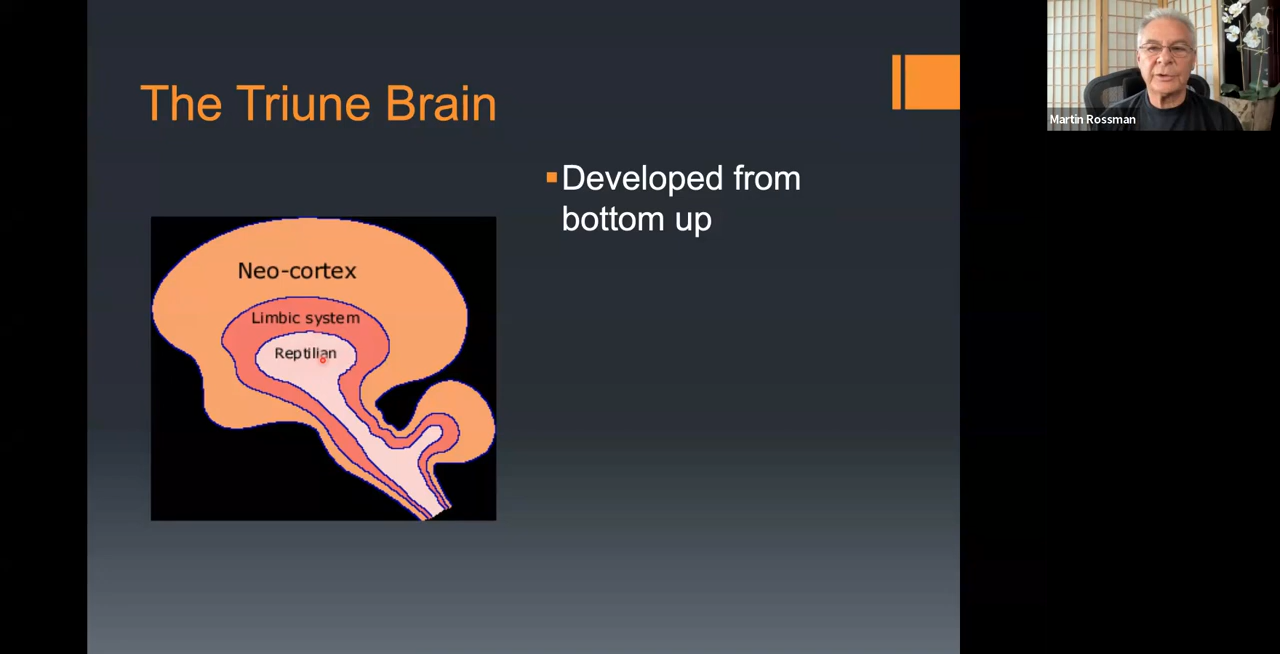 The Triune Brain
Developed from
bottom up
Neo-cortex
Limbic system
Reptilian
Martin Rossman